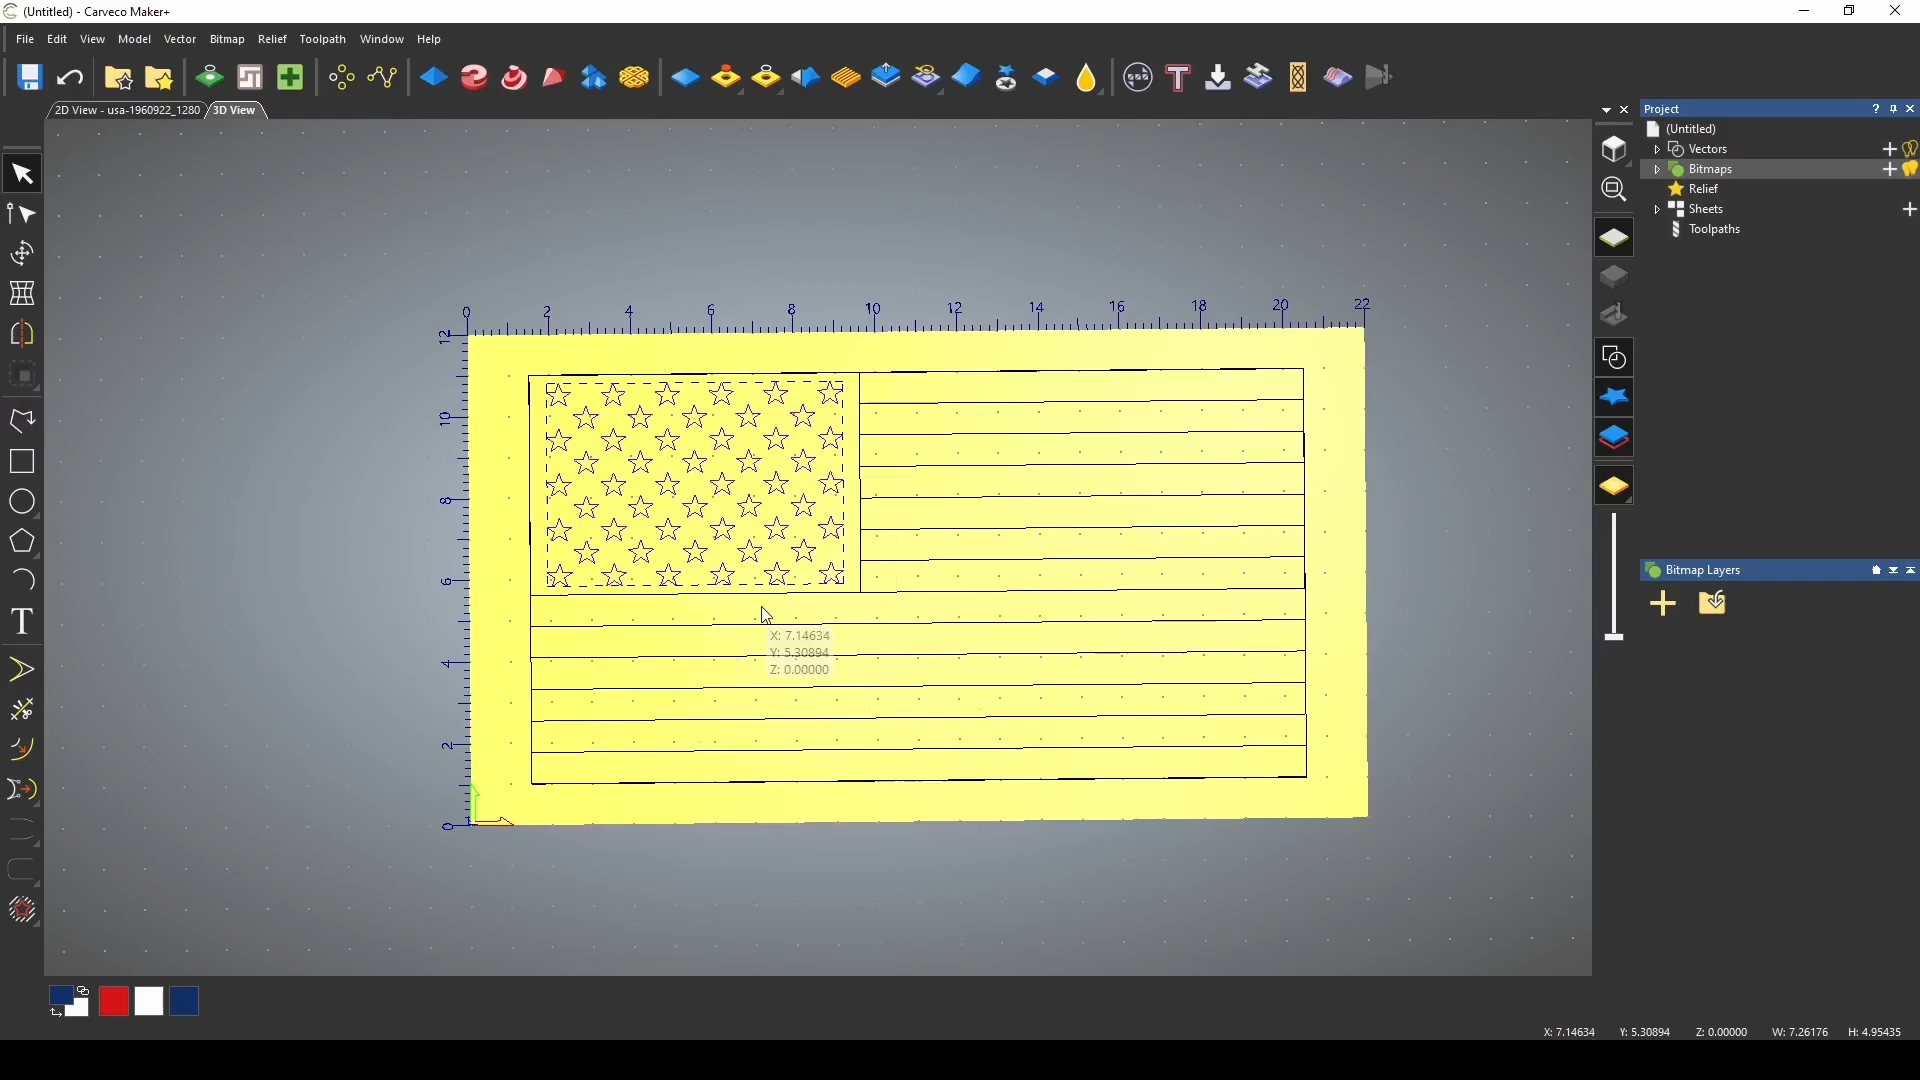 (Untitled) - Carveco Maker+
File Edit View Model Vector Bitmap Relief Toolpath Window Help
2D View - usa-1960922_1280 3D View
Project
(Untitled)
Vectors
Bitmaps
Relief
Sheets
Toolpaths
0 2 4 6 8 10 12 14 16 18 20 22
12
10
8
6
4
2
0
X: 7.14634
Y: 5.30894
Z: 0.00000
Bitmap Layers
X: 7.14634 Y: 5.30894 Z: 0.00000 W: 7.26176 H: 4.95435